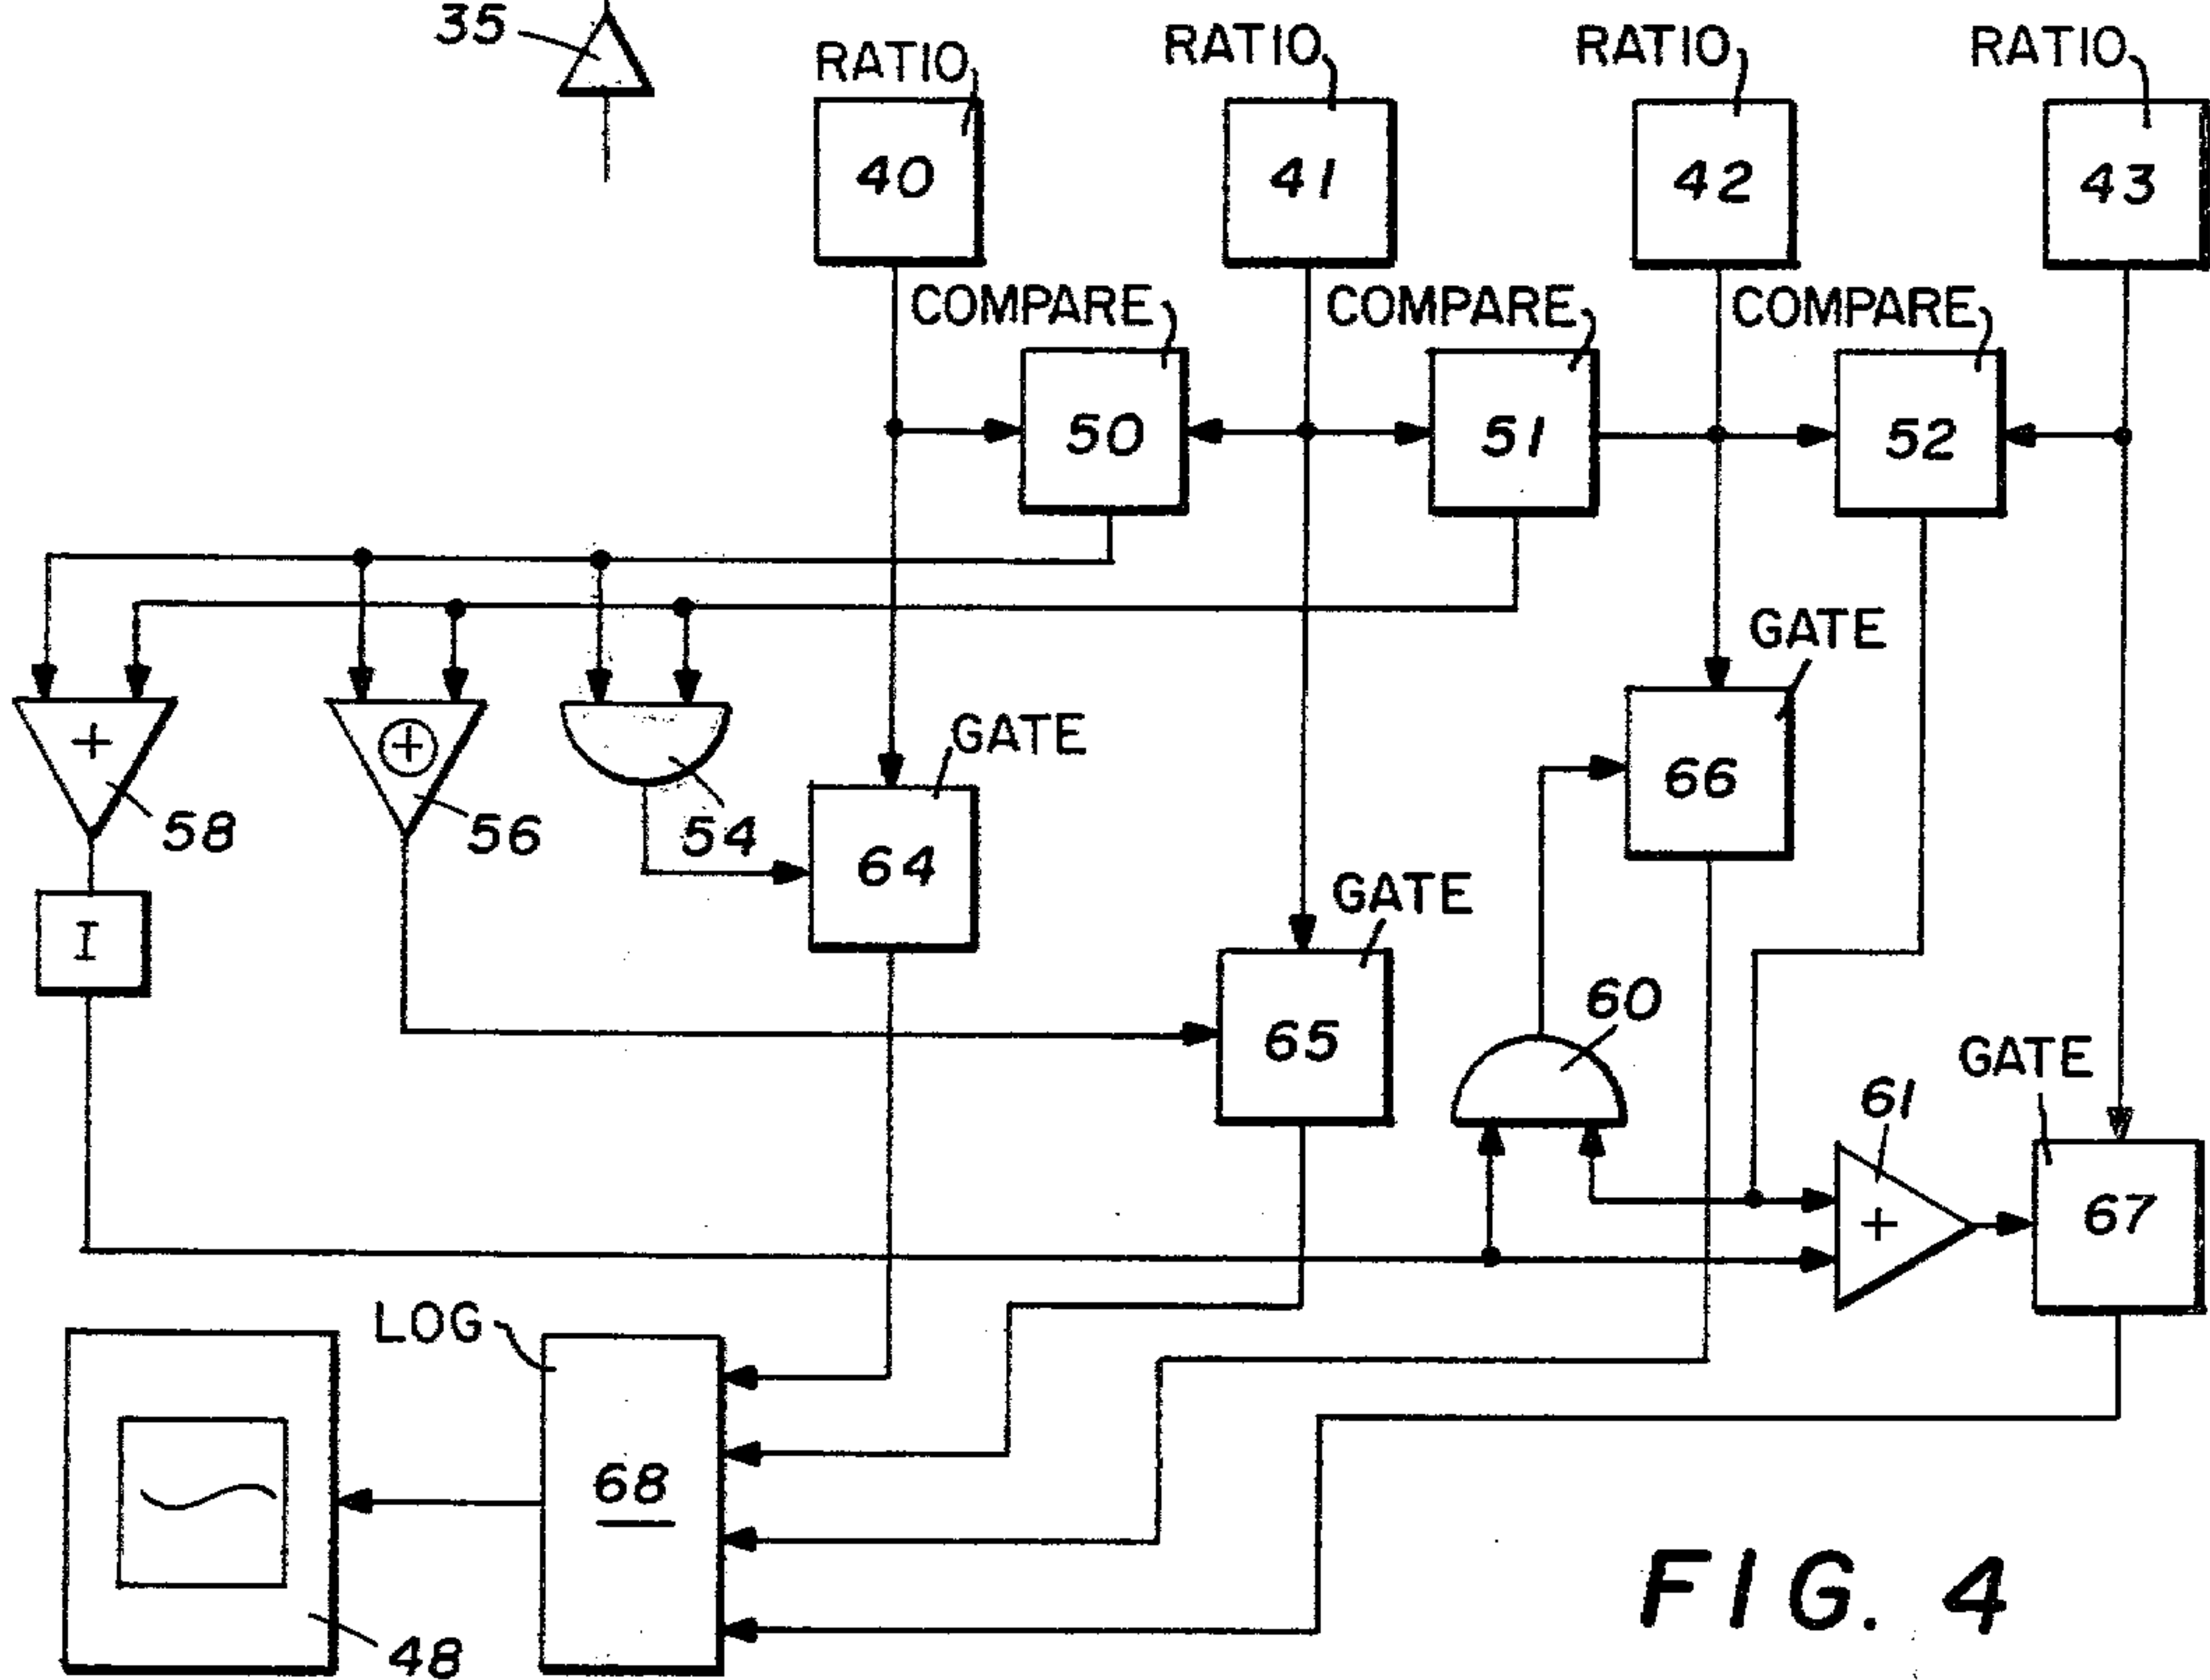 35
RATIO
RATIO
RATIO
RATIO
40
41
42
43
COMPARE
COMPARE
COMPARE
50
51
52
GATE
+
+
GATE
58
56
54
64
66
I
GATE
65
60
GATE
61
+
67
LOG
68
48
FIG. 4